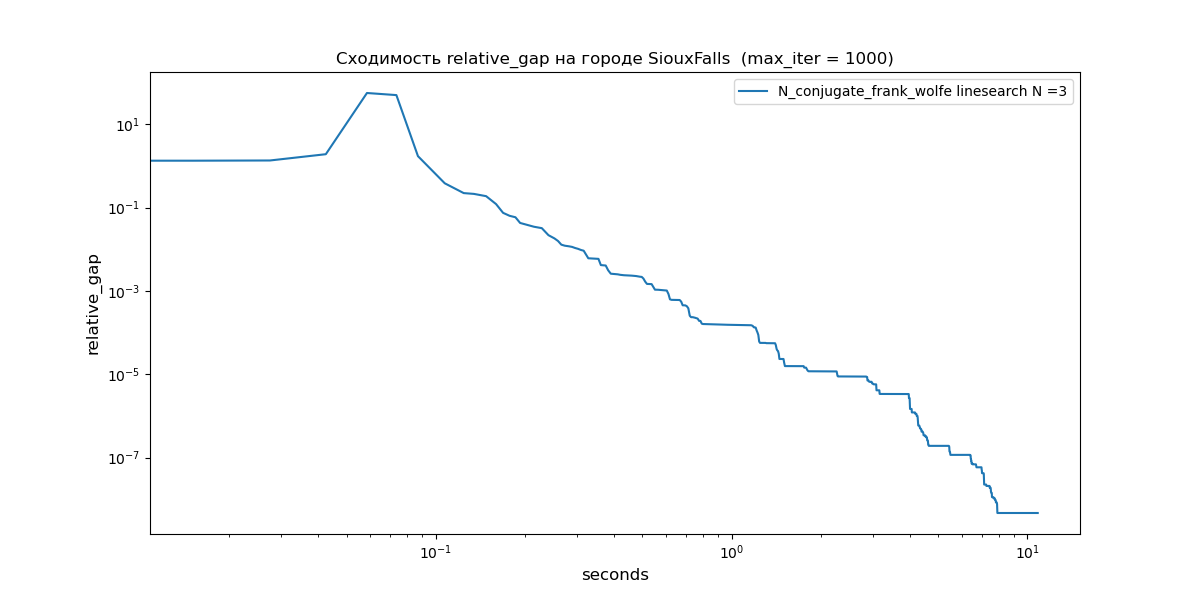 Сходимость relative_gap на городе SiouxFalls  (max_iter = 1000)
N_conjugate_frank_wolfe linesearch N =3
relative_gap
10¹
10⁻¹
10⁻³
10⁻⁵
10⁻⁷
10⁻¹
10⁰
10¹
seconds